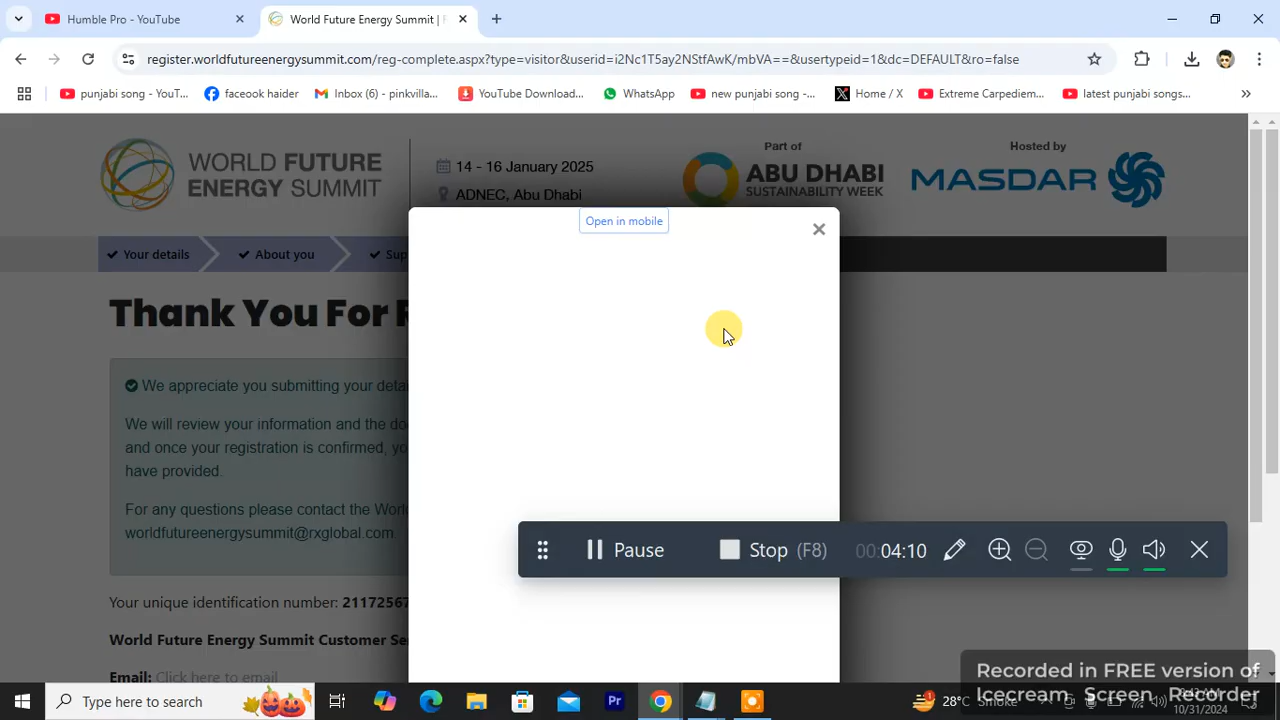 Humble Pro - YouTube
World Future Energy Summit | F
register.worldfutureenergysummit.com/reg-complete.aspx?type=visitor&userid=i2Nc1T5ay2NStfAwK/mbVA==&usertypeid=1&dc=DEFAULT&ro=false
punjabi song - YouT...
faceook haider
Inbox (6) - pinkvilla...
YouTube Download...
WhatsApp
new punjabi song -...
Home / X
Extreme Carpediem...
latest punjabi songs...
WORLD FUTURE
ENERGY SUMMIT
14 - 16 January 2025
ADNEC, Abu Dhabi
Part of
ABU DHABI
SUSTAINABILITY WEEK
Hosted by
MASDAR
Open in mobile
Your details
About you
Sup
Thank You For R
We appreciate you submitting your deta
We will review your information and the do
and once your registration is confirmed, yo
have provided.
For any questions please contact the Worl
worldfutureenergysummit@rxglobal.com
Pause
Stop (F8)
00:04:10
Your unique identification number: 21172567
World Future Energy Summit Customer Se
Email: Click here to email
Recorded in FREE version of
Icecream Screen Recorder
Type here to search
28°C Smoke
10/31/2024